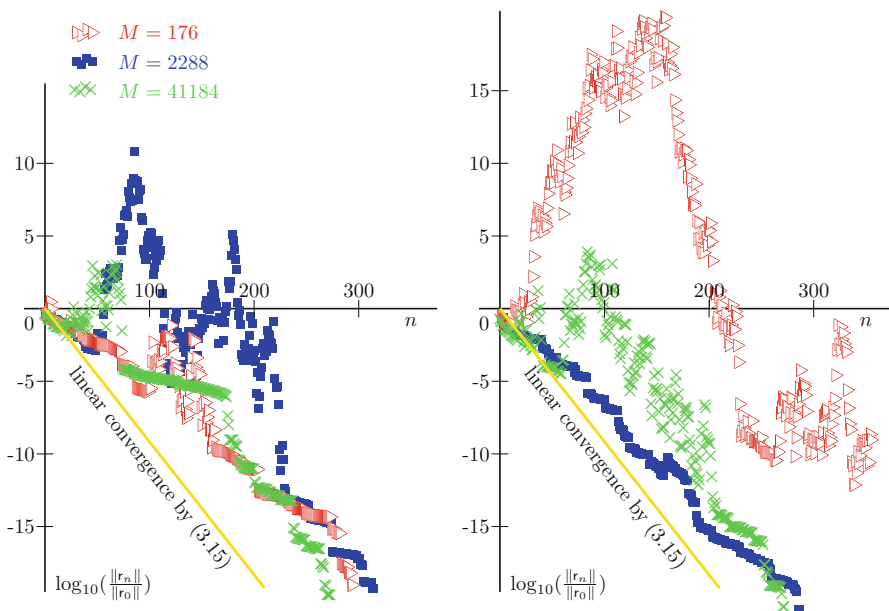 M = 176
M = 2288
M = 41184
10
5
0
-5
-10
-15
100
200
300
n
linear convergence by (3.15)
log₁₀(‖rₙ‖/‖r₀‖)
15
10
5
0
-5
-10
-15
100
200
300
n
linear convergence by (3.15)
log₁₀(‖rₙ‖/‖r₀‖)